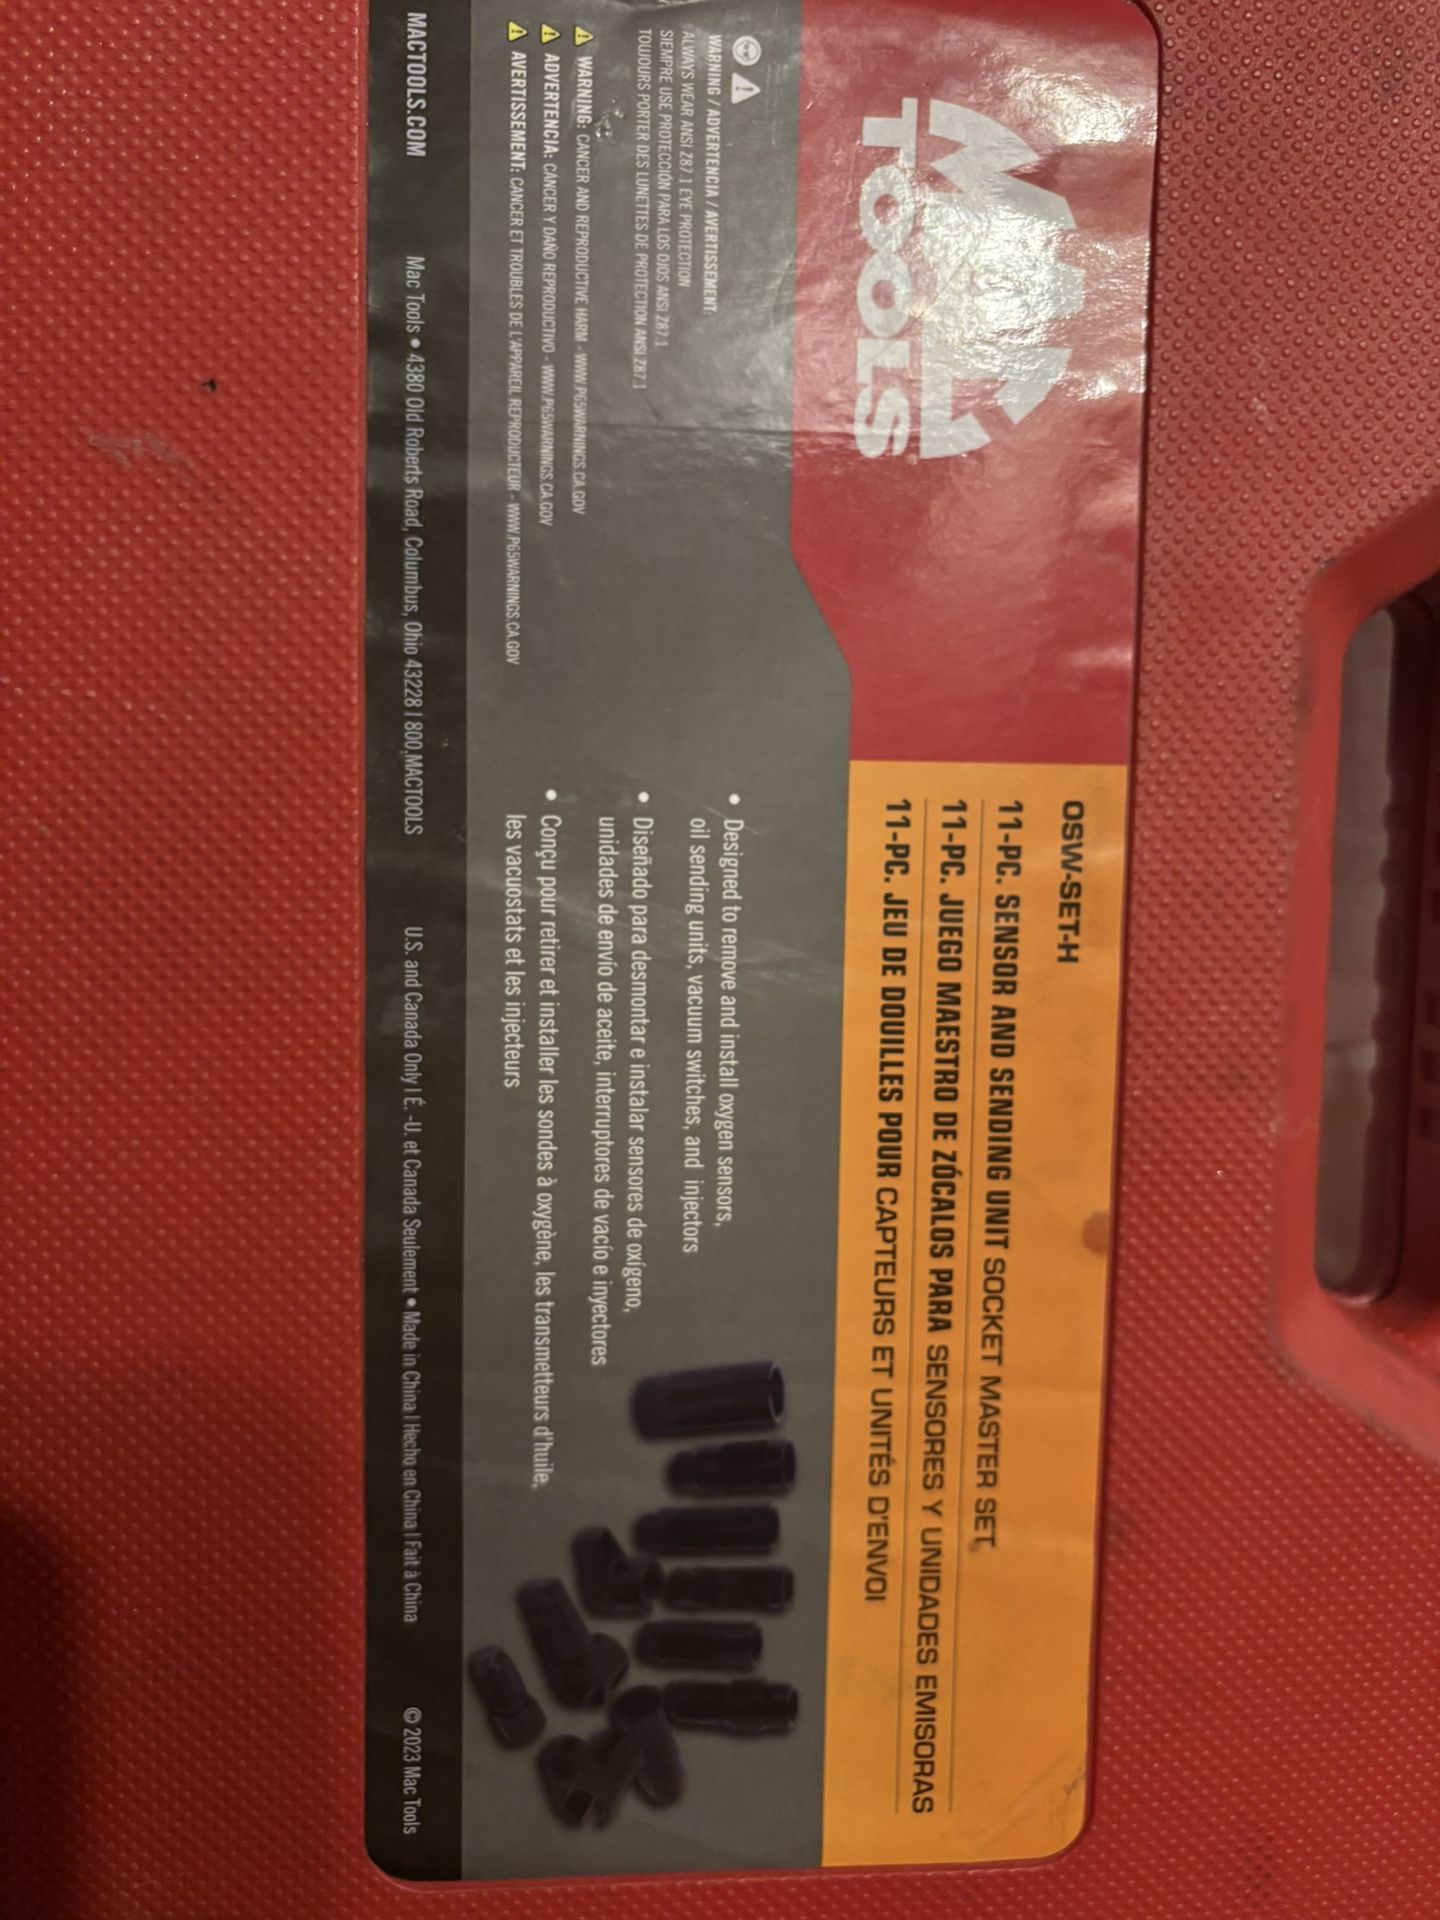 MAC
TOOLS
OSW-SET-H
11-PC. SENSOR AND SENDING UNIT SOCKET MASTER SET
11-PC. JUEGO MAESTRO DE ZÓCALOS PARA SENSORES Y UNIDADES EMISORAS
11-PC. JEU DE DOUILLES POUR CAPTEURS ET UNITÉS D'ENVOI
WARNING / ADVERTENCIA / AVERTISSEMENT:
ALWAYS WEAR ANSI Z87.1 EYE PROTECTION
SIEMPRE USE PROTECCIÓN PARA LOS OJOS ANSI Z87.1
TOUJOURS PORTER DES LUNETTES DE PROTECTION ANSI Z87.1
WARNING: CANCER AND REPRODUCTIVE HARM - WWW.P65WARNINGS.CA.GOV
ADVERTENCIA: CÁNCER Y DAÑO REPRODUCTIVO - WWW.P65WARNINGS.CA.GOV
AVERTISSEMENT: CANCER ET TROUBLES DE L'APPAREIL REPRODUCTEUR - WWW.P65WARNINGS.CA.GOV
• Designed to remove and install oxygen sensors,
oil sending units, vacuum switches, and injectors
• Diseñado para desmontar e instalar sensores de oxígeno,
unidades de envío de aceite, interruptores de vacío e inyectores
• Conçu pour retirer et installer les sondes à oxygène, les transmetteurs d'huile,
les vacuostats et les injecteurs
MACTOOLS.COM Mac Tools • 4380 Old Roberts Road, Columbus, Ohio 43228 | 800.MACTOOLS U.S. and Canada Only | É. -U. et Canada Seulement • Made in China | Hecho en China | Fait à China © 2023 Mac Tools